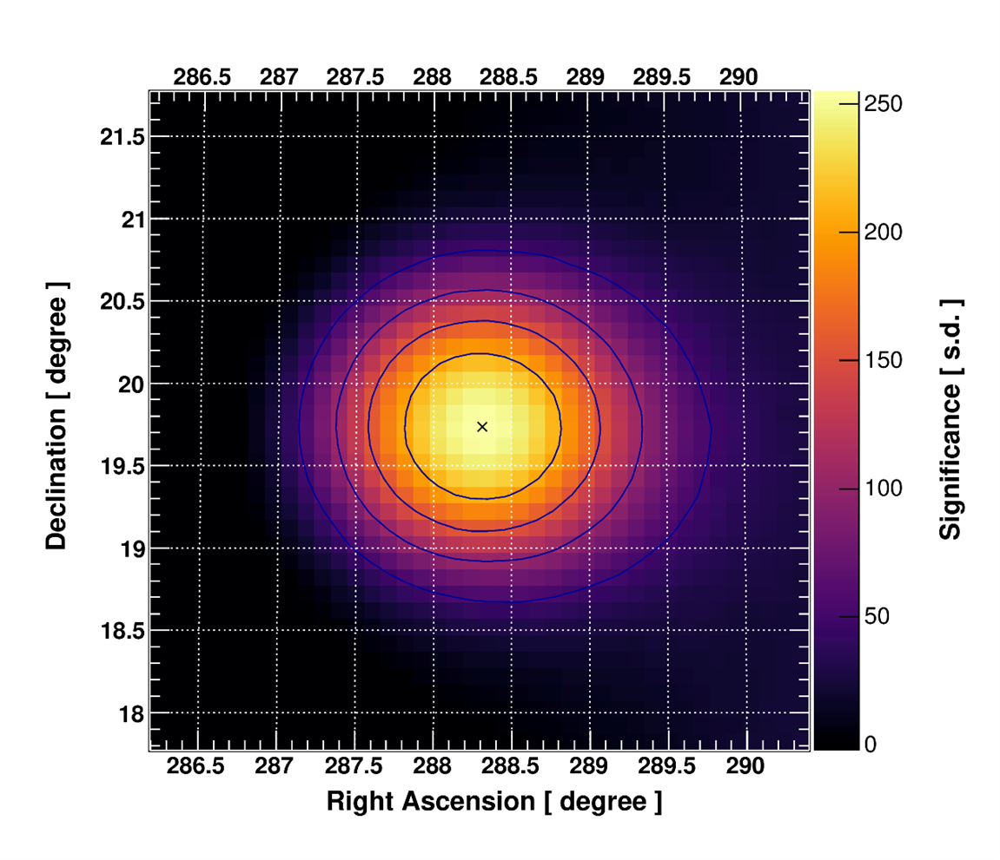 286.5 287 287.5 288 288.5 289 289.5 290
21.5
21
20.5
20
19.5
19
18.5
18
Declination [ degree ]
286.5 287 287.5 288 288.5 289 289.5 290
Right Ascension [ degree ]
250
200
150
100
50
0
Significance [ s.d. ]